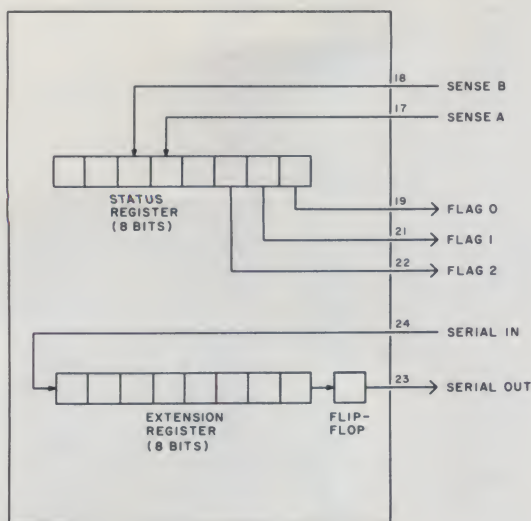 18
SENSE B
17
SENSE A
STATUS
REGISTER
(8 BITS)
19
FLAG 0
21
FLAG 1
22
FLAG 2
24
SERIAL IN
23
SERIAL OUT
EXTENSION
REGISTER
(8 BITS)
FLIP-
FLOP